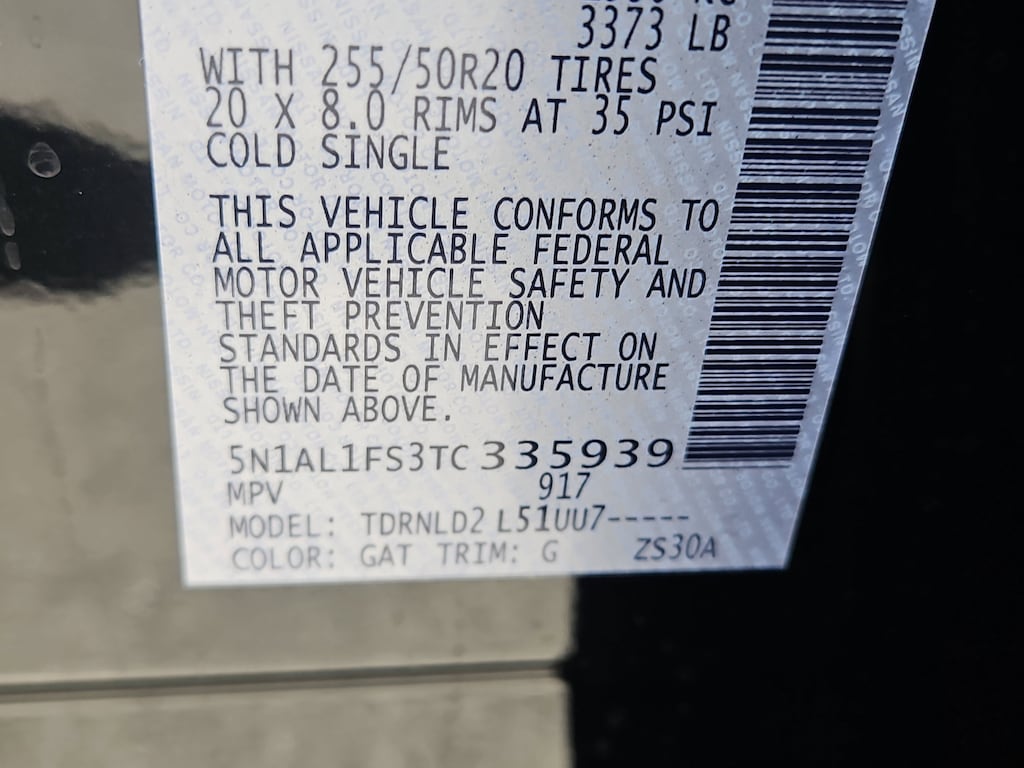 3373 LB
WITH 255/50R20 TIRES
20 X 8.0 RIMS AT 35 PSI
COLD SINGLE
THIS VEHICLE CONFORMS TO
ALL APPLICABLE FEDERAL
MOTOR VEHICLE SAFETY AND
THEFT PREVENTION
STANDARDS IN EFFECT ON
THE DATE OF MANUFACTURE
SHOWN ABOVE.
5N1AL1FS3TC 335939
MPV 917
MODEL: TDRNLD2 L51UU7-----
COLOR: GAT TRIM: G ZS30A